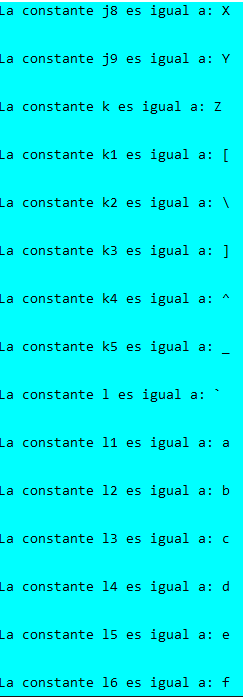 La constante j8 es igual a: X
La constante j9 es igual a: Y
La constante k es igual a: Z
La constante k1 es igual a: [
La constante k2 es igual a: \
La constante k3 es igual a: ]
La constante k4 es igual a: ^
La constante k5 es igual a: _
La constante l es igual a: `
La constante l1 es igual a: a
La constante l2 es igual a: b
La constante l3 es igual a: c
La constante l4 es igual a: d
La constante l5 es igual a: e
La constante l6 es igual a: f